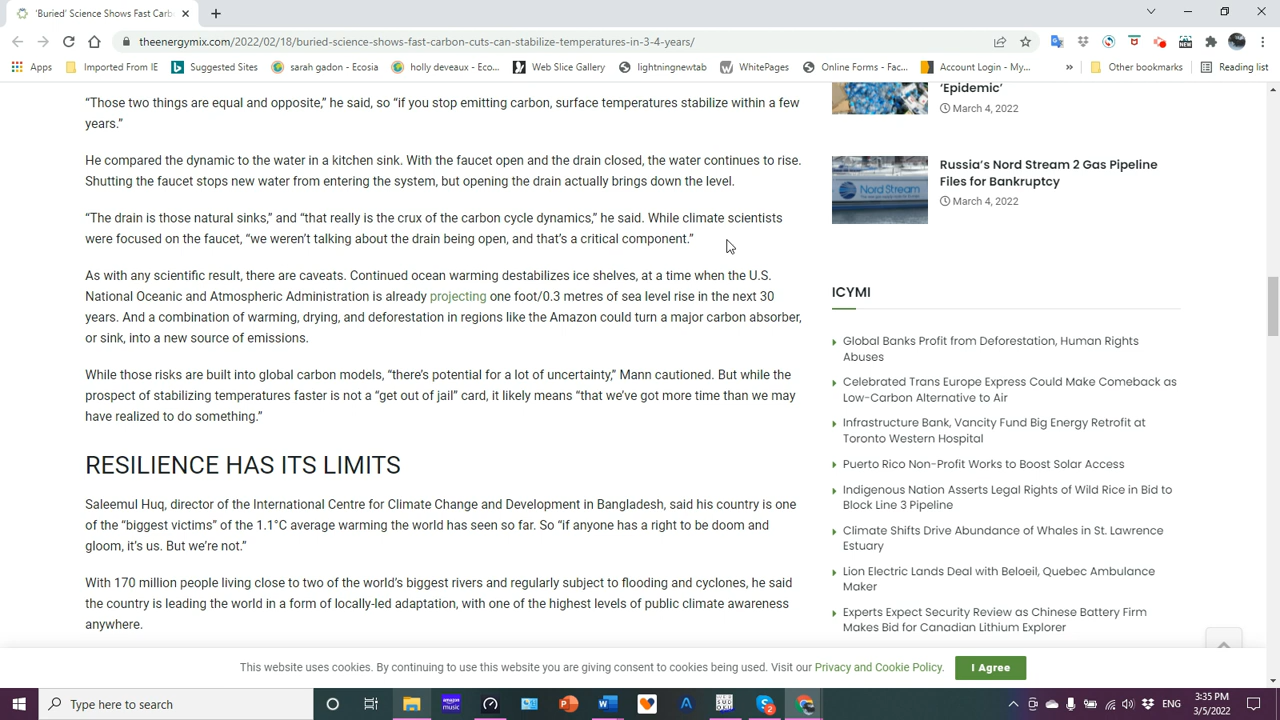 'Buried' Science Shows Fast Carb
theenergymix.com/2022/02/18/buried-science-shows-fast-carbon-cuts-can-stabilize-temperatures-in-3-4-years/
Apps
Imported From IE
Suggested Sites
sarah gadon - Ecosia
holly deveaux - Eco...
Web Slice Gallery
lightningnewtab
WhitePages
Online Forms - Fac...
Account Login - My...
»
Other bookmarks
Reading list
“Those two things are equal and opposite,” he said, so “if you stop emitting carbon, surface temperatures stabilize within a few
years.”
He compared the dynamic to the water in a kitchen sink. With the faucet open and the drain closed, the water continues to rise.
Shutting the faucet stops new water from entering the system, but opening the drain actually brings down the level.
“The drain is those natural sinks,” and “that really is the crux of the carbon cycle dynamics,” he said. While climate scientists
were focused on the faucet, “we weren’t talking about the drain being open, and that’s a critical component.”
As with any scientific result, there are caveats. Continued ocean warming destabilizes ice shelves, at a time when the U.S.
National Oceanic and Atmospheric Administration is already projecting one foot/0.3 metres of sea level rise in the next 30
years. And a combination of warming, drying, and deforestation in regions like the Amazon could turn a major carbon absorber,
or sink, into a new source of emissions.
While those risks are built into global carbon models, “there’s potential for a lot of uncertainty,” Mann cautioned. But while the
prospect of stabilizing temperatures faster is not a “get out of jail” card, it likely means “that we’ve got more time than we may
have realized to do something.”
RESILIENCE HAS ITS LIMITS
Saleemul Huq, director of the International Centre for Climate Change and Development in Bangladesh, said his country is one
of the “biggest victims” of the 1.1°C average warming the world has seen so far. So “if anyone has a right to be doom and
gloom, it’s us. But we’re not.”
With 170 million people living close to two of the world’s biggest rivers and regularly subject to flooding and cyclones, he said
the country is leading the world in a form of locally-led adaptation, with one of the highest levels of public climate awareness
anywhere.
‘Epidemic’
March 4, 2022
Nord Stream
Russia’s Nord Stream 2 Gas Pipeline
Files for Bankruptcy
March 4, 2022
ICYMI
Global Banks Profit from Deforestation, Human Rights
Abuses
Celebrated Trans Europe Express Could Make Comeback as
Low-Carbon Alternative to Air
Infrastructure Bank, Vancity Fund Big Energy Retrofit at
Toronto Western Hospital
Puerto Rico Non-Profit Works to Boost Solar Access
Indigenous Nation Asserts Legal Rights of Wild Rice in Bid to
Block Line 3 Pipeline
Climate Shifts Drive Abundance of Whales in St. Lawrence
Estuary
Lion Electric Lands Deal with Beloeil, Quebec Ambulance
Maker
Experts Expect Security Review as Chinese Battery Firm
Makes Bid for Canadian Lithium Explorer
This website uses cookies. By continuing to use this website you are giving consent to cookies being used. Visit our Privacy and Cookie Policy.
I Agree
Type here to search
ENG
3:35 PM
3/5/2022